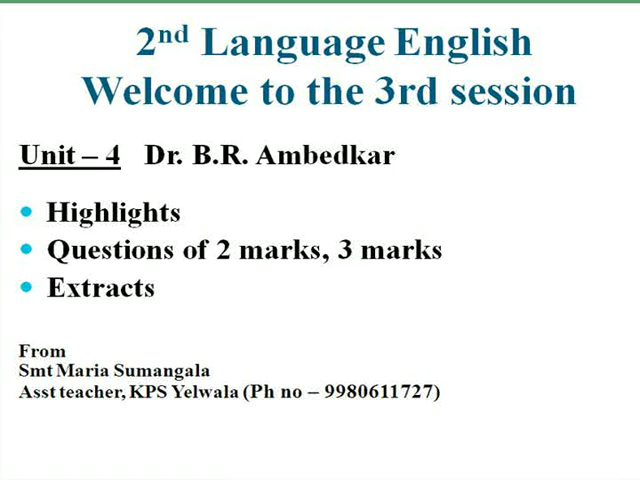 2nd Language English
Welcome to the 3rd session
Unit – 4 Dr. B.R. Ambedkar
• Highlights
• Questions of 2 marks, 3 marks
• Extracts
From
Smt Maria Sumangala
Asst teacher, KPS Yelwala (Ph no – 9980611727)